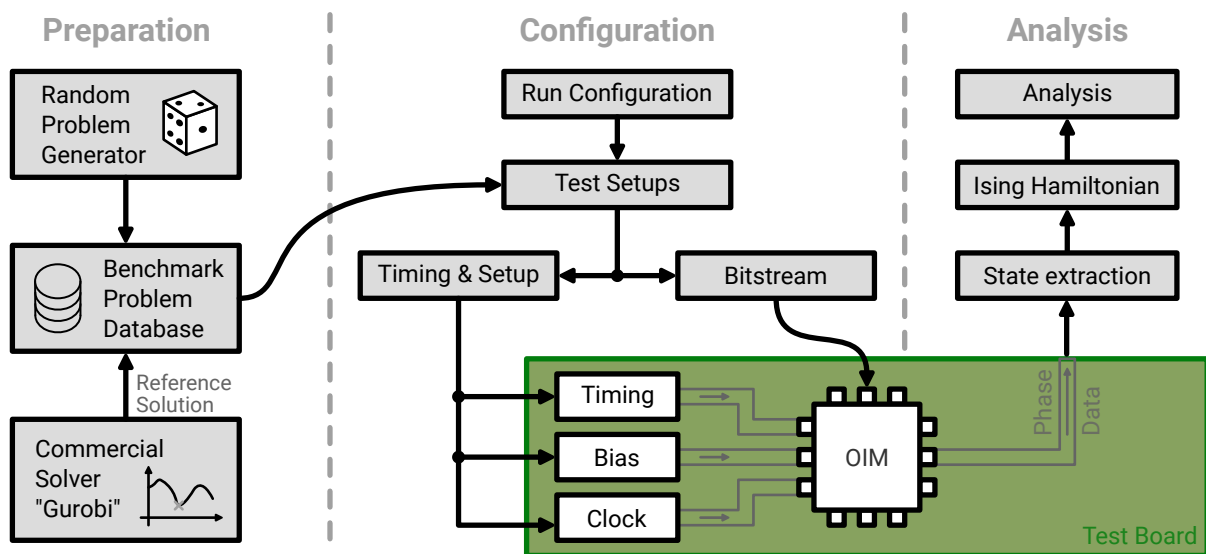 Preparation
Configuration
Analysis
Random
Problem
Generator
Benchmark
Problem
Database
Reference
Solution
Commercial
Solver
"Gurobi"
Run Configuration
Test Setups
Timing & Setup
Bitstream
Timing
Bias
Clock
OIM
Phase
Data
Test Board
Analysis
Ising Hamiltonian
State extraction